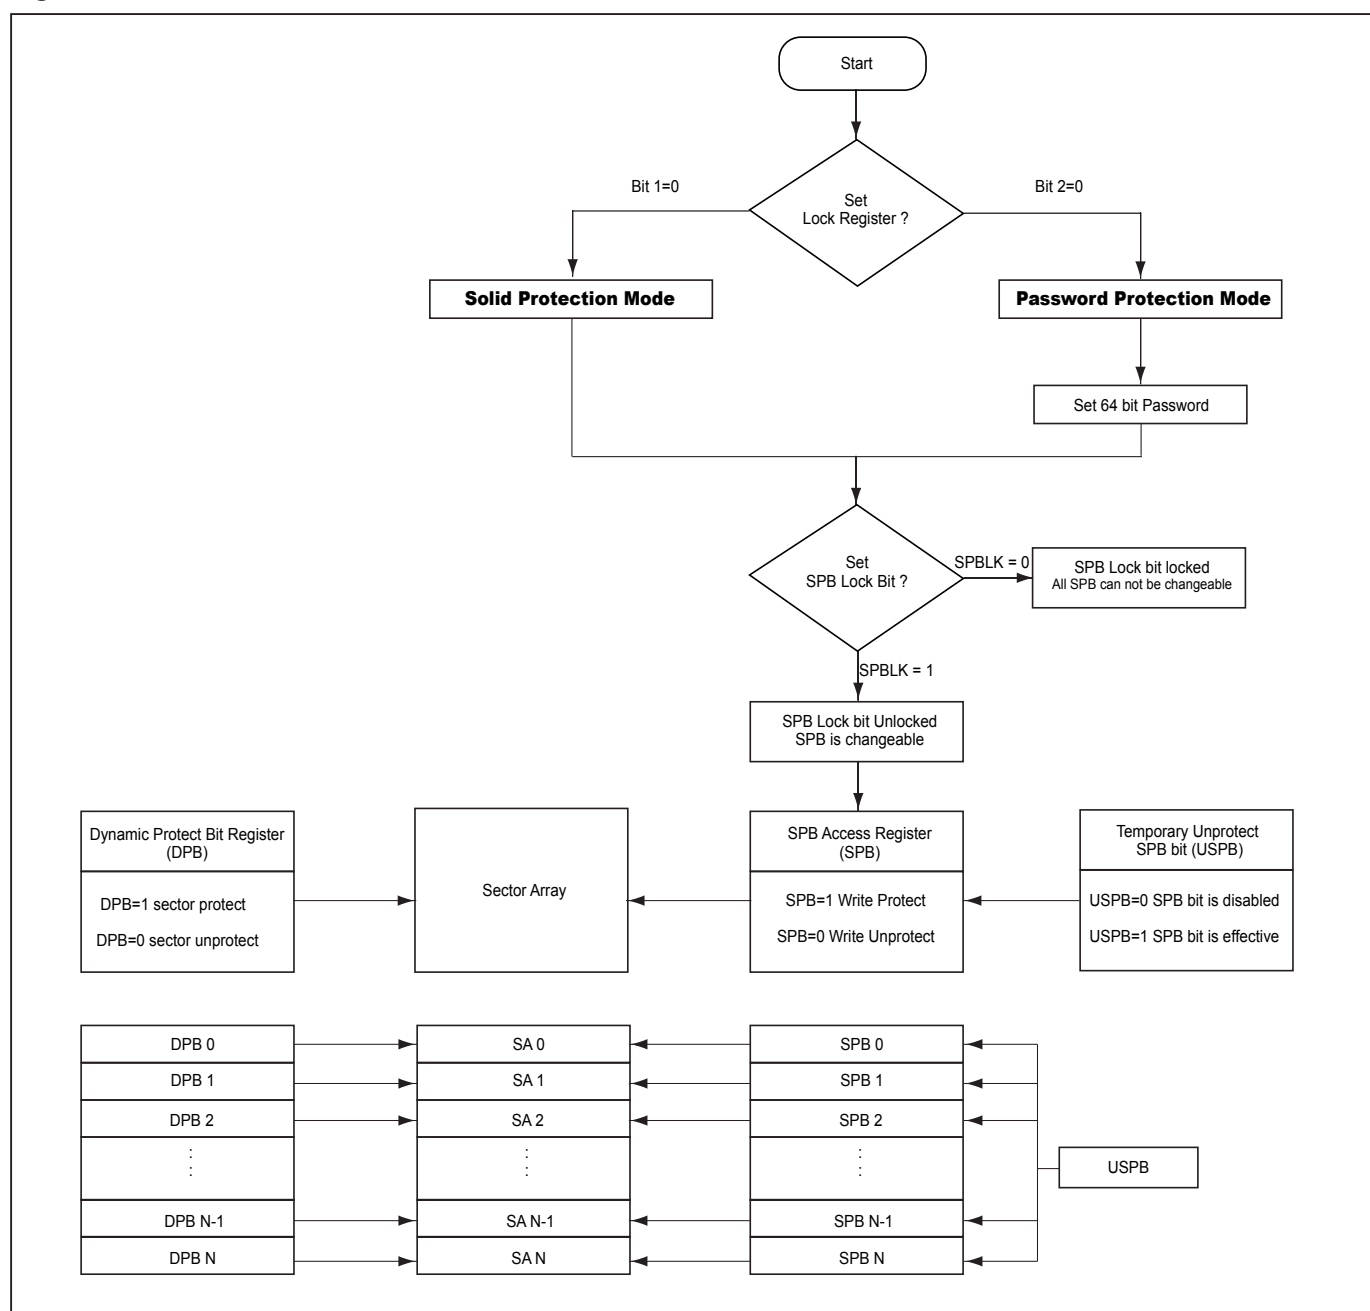 Start
Bit 1=0
Bit 2=0
Set
Lock Register ?
Solid Protection Mode
Password Protection Mode
Set 64 bit Password
Set
SPB Lock Bit ?
SPBLK = 0
SPB Lock bit locked
All SPB can not be changeable
SPBLK = 1
SPB Lock bit Unlocked
SPB is changeable
Dynamic Protect Bit Register
(DPB)
DPB=1 sector protect
DPB=0 sector unprotect
Sector Array
SPB Access Register
(SPB)
SPB=1 Write Protect
SPB=0 Write Unprotect
Temporary Unprotect
SPB bit (USPB)
USPB=0 SPB bit is disabled
USPB=1 SPB bit is effective
DPB 0
SA 0
SPB 0
DPB 1
SA 1
SPB 1
DPB 2
SA 2
SPB 2
USPB
DPB N-1
SA N-1
SPB N-1
DPB N
SA N
SPB N